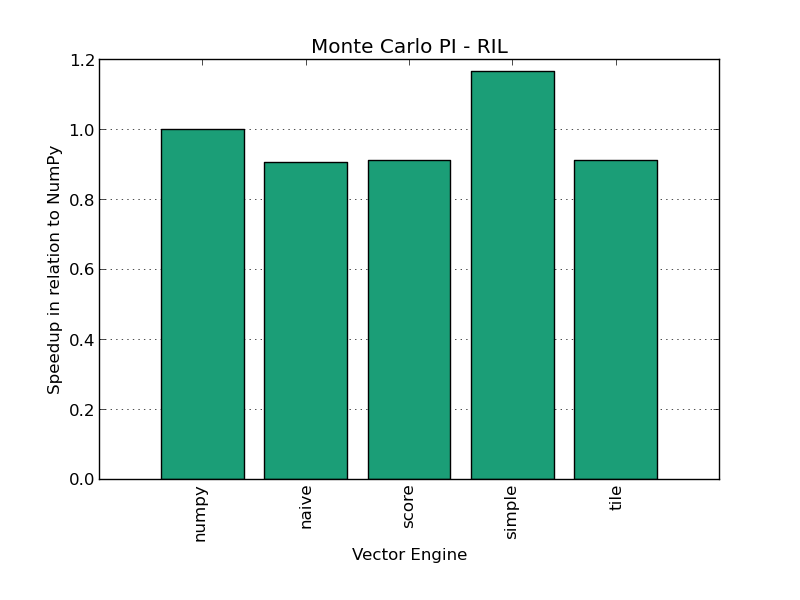 Monte Carlo PI - RIL
Speedup in relation to NumPy
1.2
1.0
0.8
0.6
0.4
0.2
0.0
numpy
naive
score
simple
tile
Vector Engine